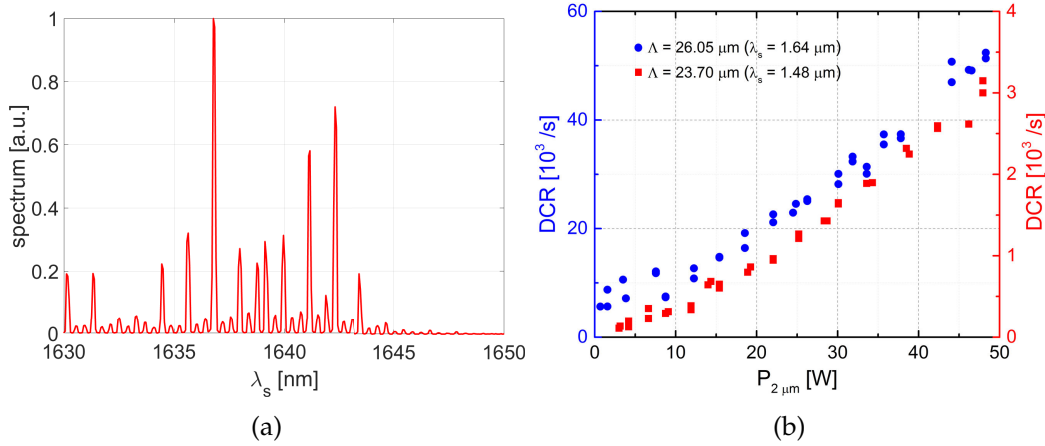 spectrum [a.u.]
1
0.8
0.6
0.4
0.2
0
1630
1635
1640
1645
1650
λs [nm]
(a)
DCR [10³ /s]
60
40
20
0
Λ = 26.05 μm (λs = 1.64 μm)
Λ = 23.70 μm (λs = 1.48 μm)
4
3
2
1
0
DCR [10³ /s]
0
10
20
30
40
50
P2 μm [W]
(b)